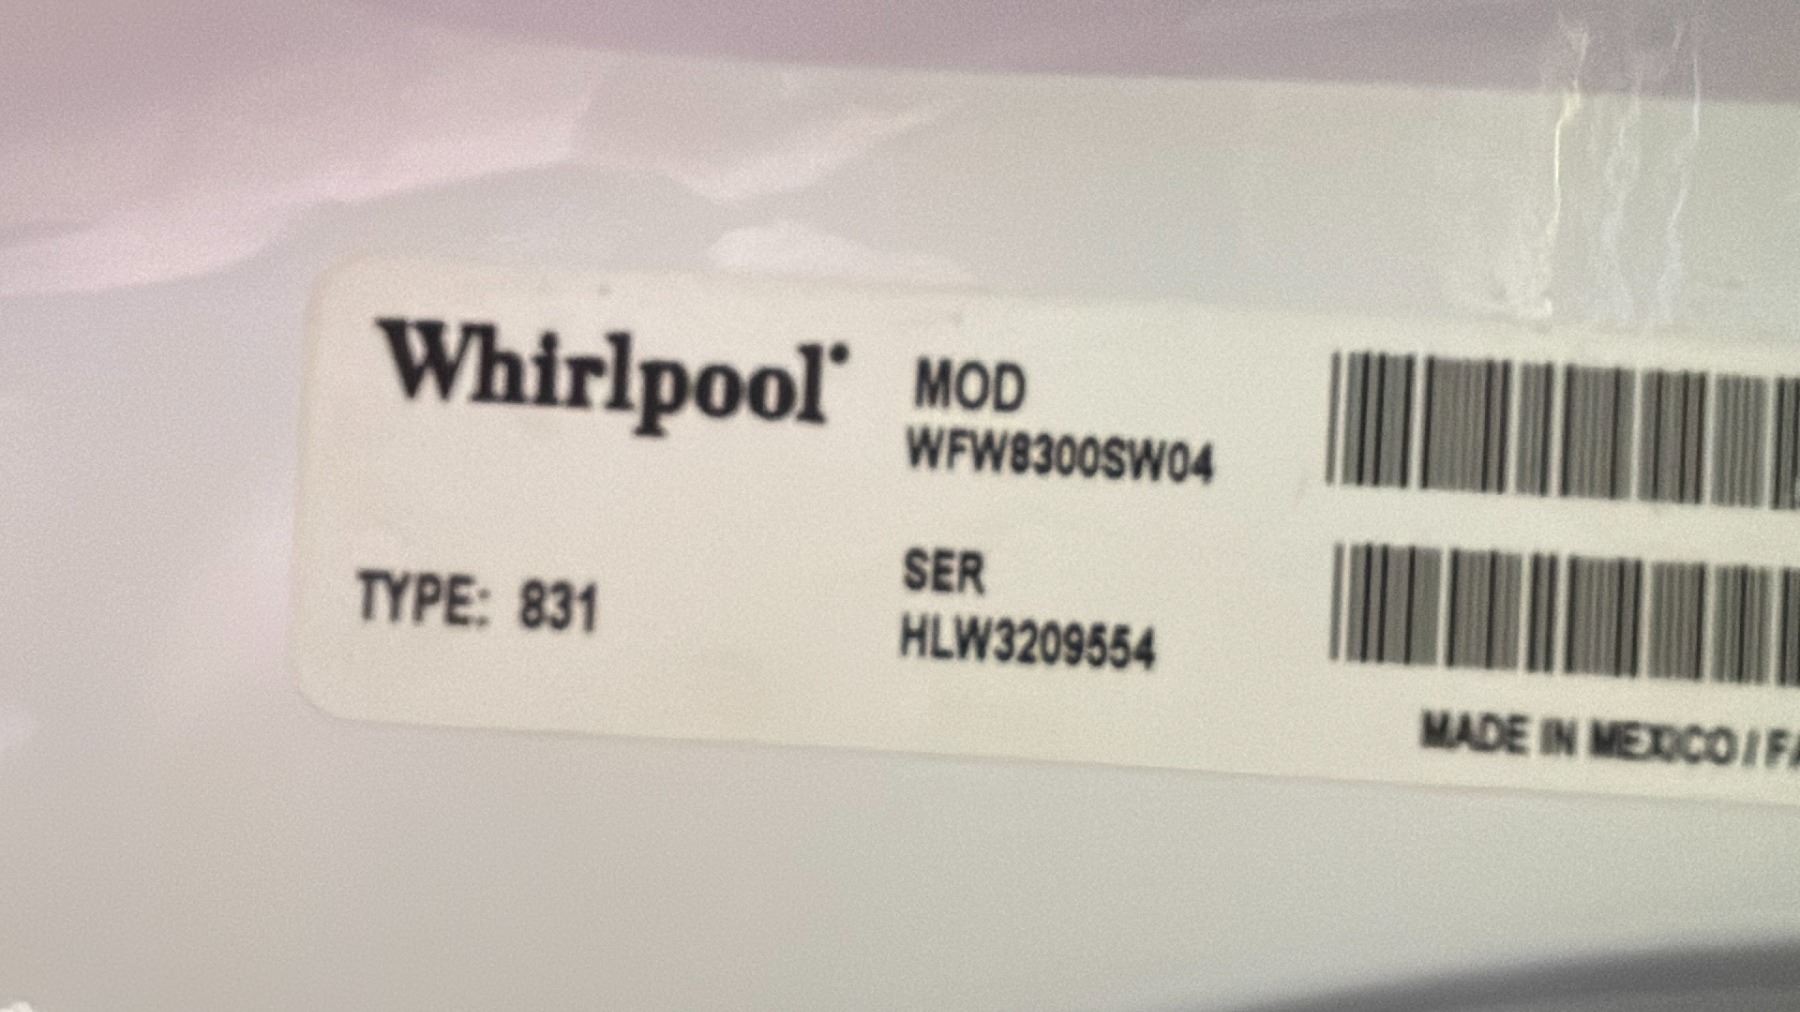 Whirlpool
MOD
WFW8300SW04
TYPE: 831
SER
HLW3209554
MADE IN MEXICO /